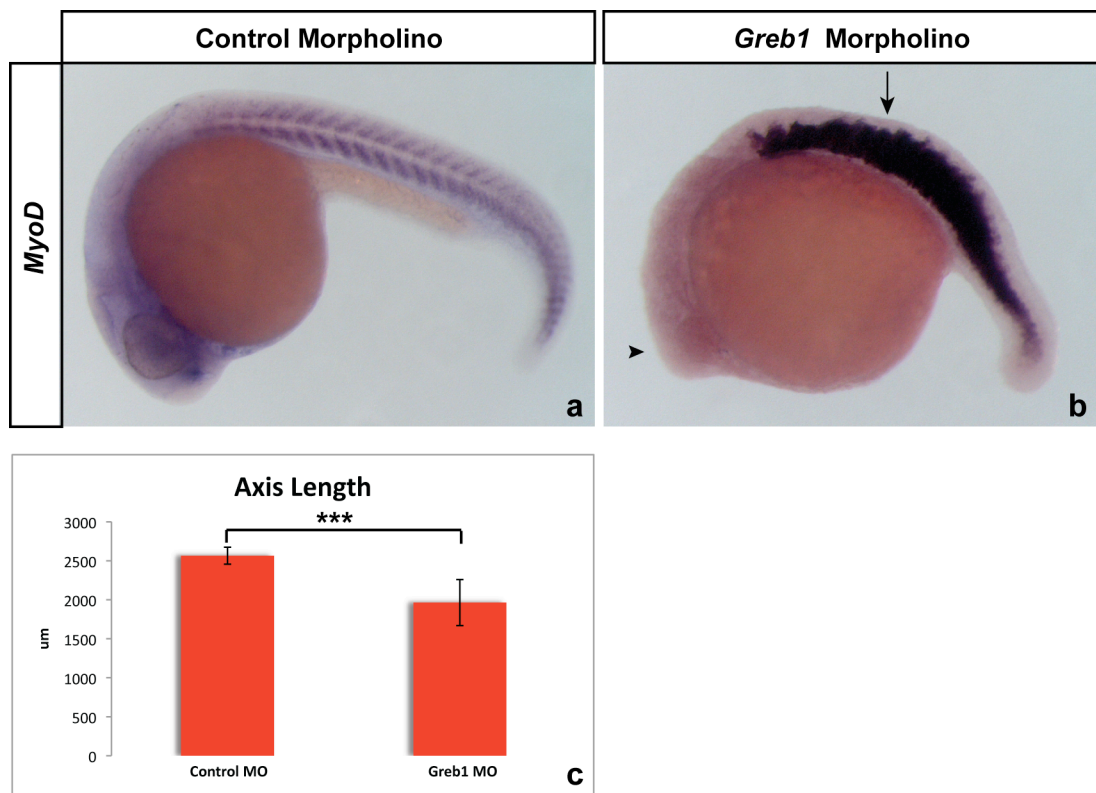 Control Morpholino
Greb1 Morpholino
MyoD
a
b
Axis Length
***
3000
2500
2000
1500
1000
500
0
um
Control MO
Greb1 MO
c